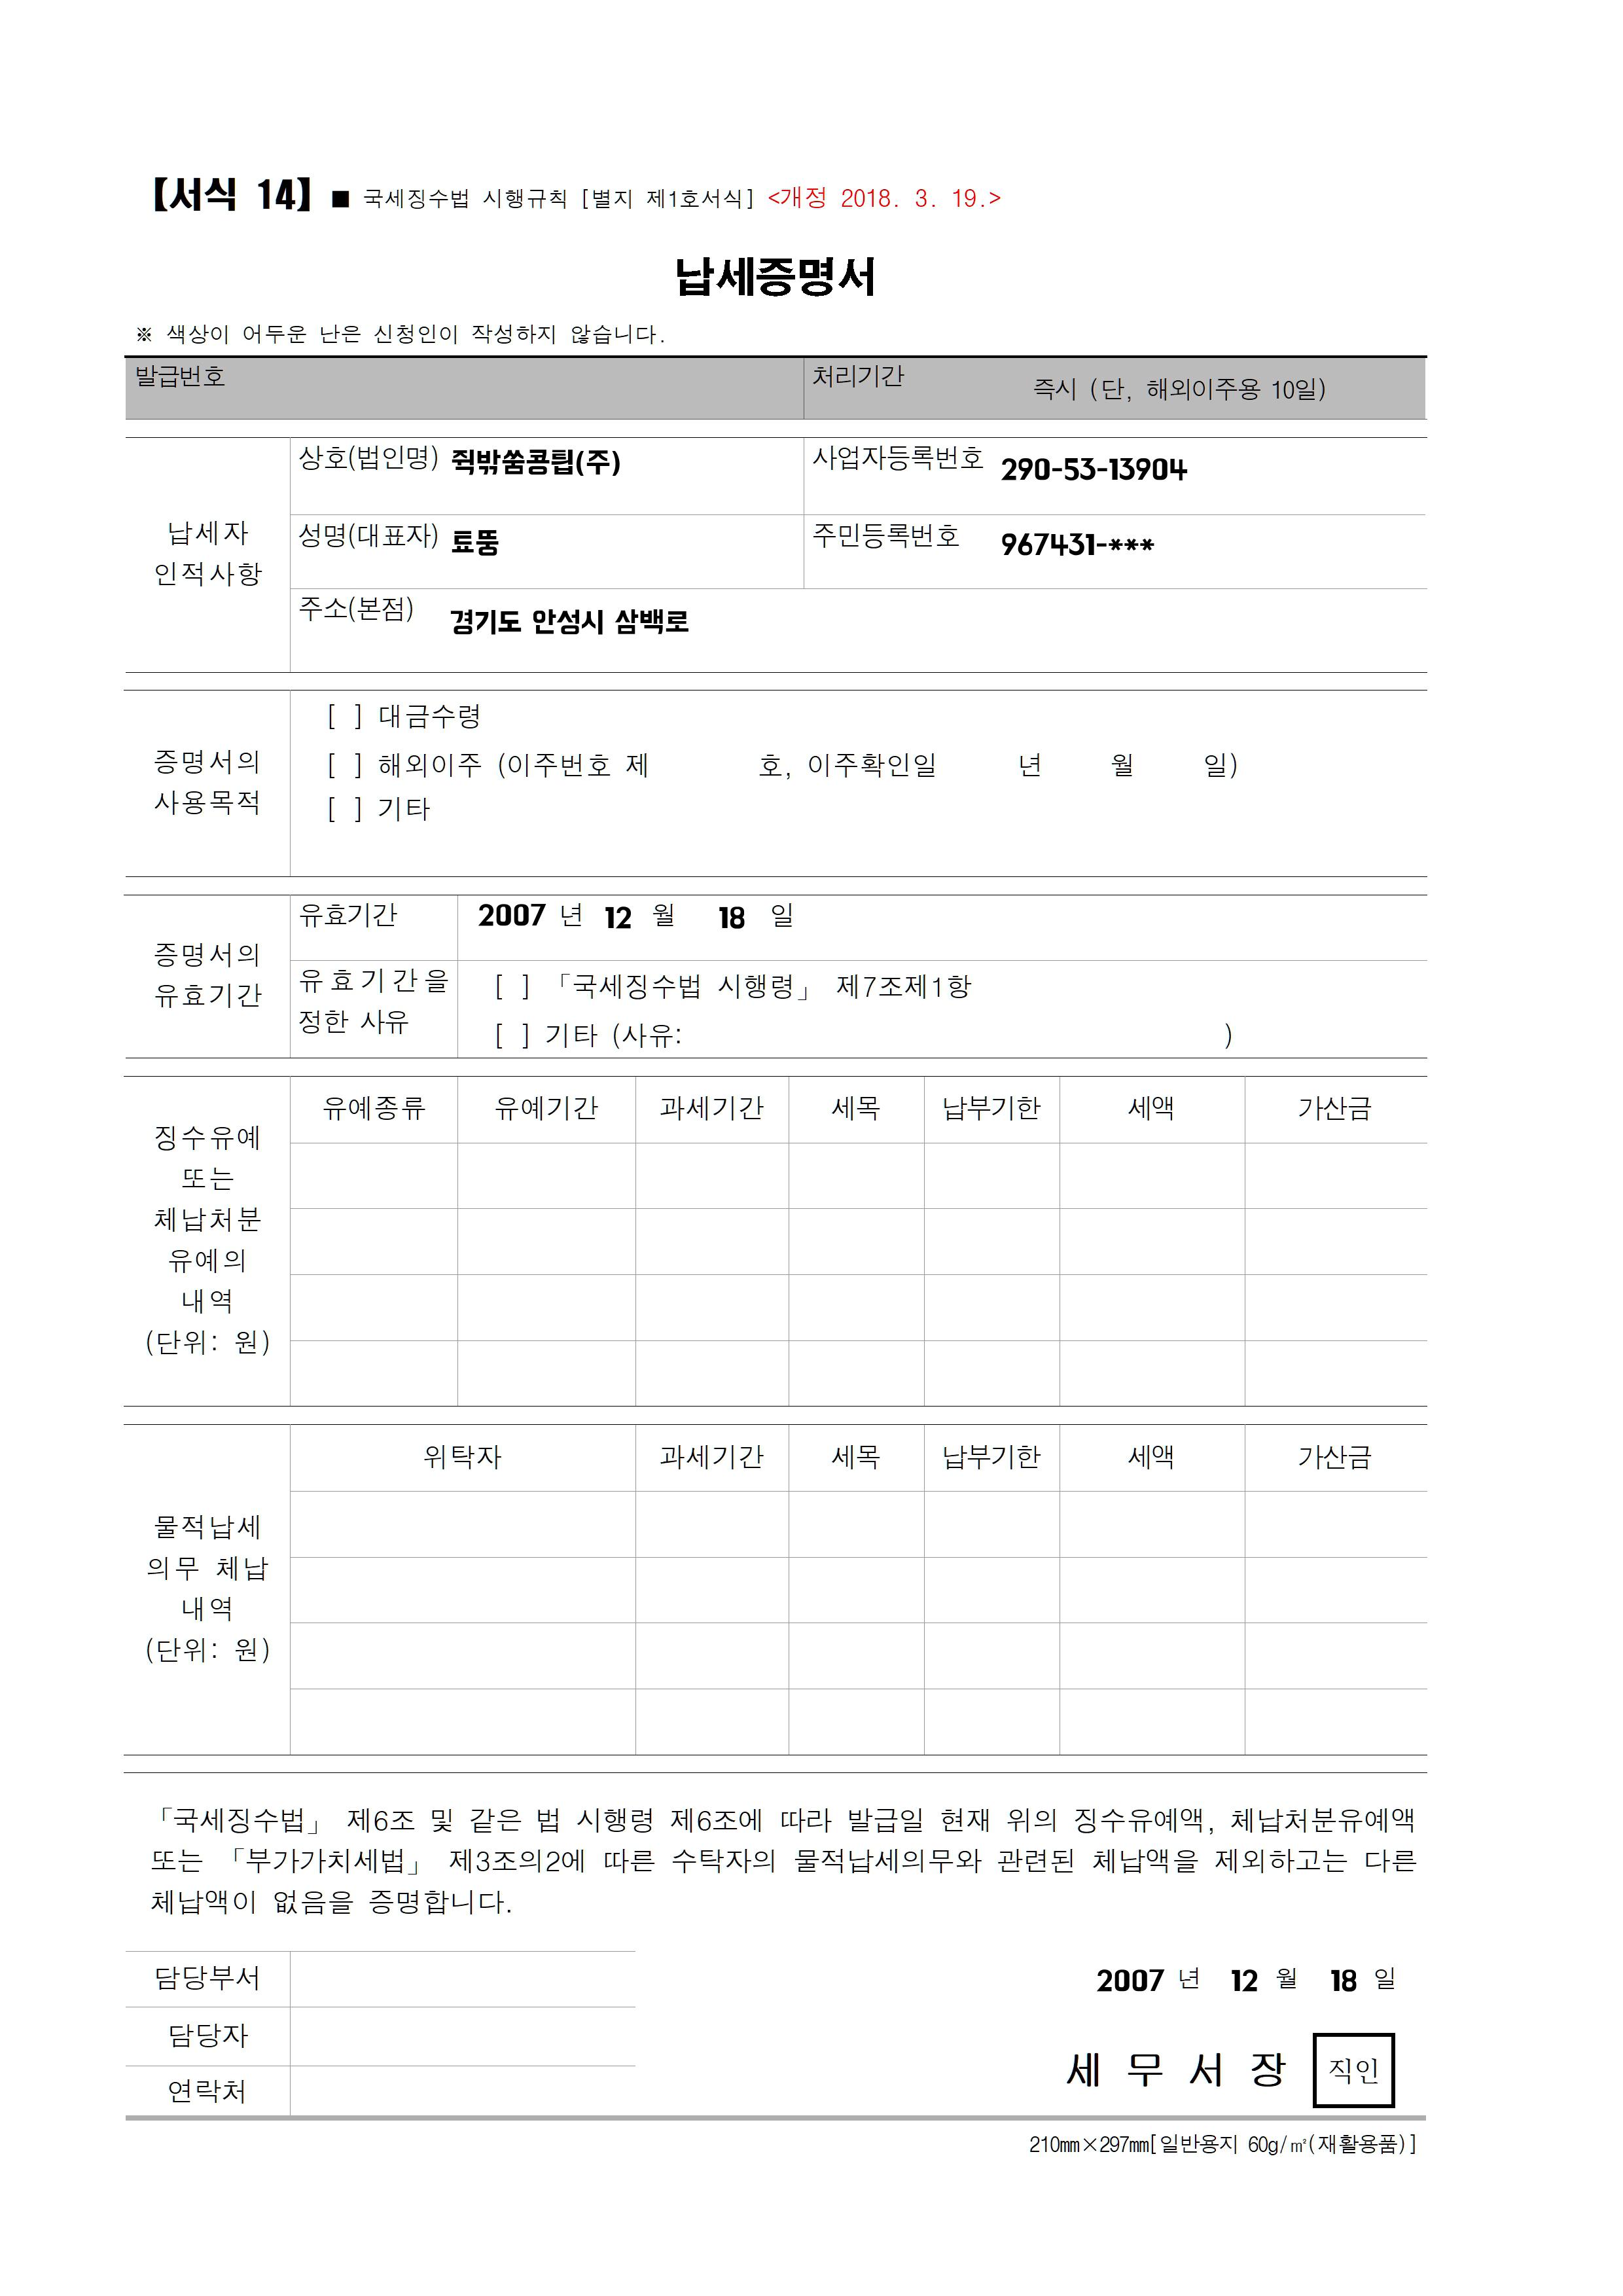 【서식 14】 ■ 국세징수법 시행규칙 [별지 제1호서식] <개정 2018. 3. 19.>
납세증명서
※ 색상이 어두운 난은 신청인이 작성하지 않습니다.
발급번호 처리기간 즉시 (단, 해외이주용 10일)
납세자 인적사항
상호(법인명) 줙밖쑴콩팁(주) 사업자등록번호 290-53-13904
성명(대표자) 툐뚬 주민등록번호 967431-***
주소(본점) 경기도 안성시 삼백로
증명서의 사용목적
[ ] 대금수령
[ ] 해외이주 (이주번호 제 호, 이주확인일 년 월 일)
[ ] 기타
증명서의 유효기간
유효기간 2007 년 12 월 18 일
유효기간을 정한 사유
[ ] 「국세징수법 시행령」 제7조제1항
[ ] 기타 (사유: )
징수유예
또는
체납처분
유예의
내역
(단위: 원)
유예종류 유예기간 과세기간 세목 납부기한 세액 가산금
물적납세
의무 체납
내역
(단위: 원)
위탁자 과세기간 세목 납부기한 세액 가산금
「국세징수법」 제6조 및 같은 법 시행령 제6조에 따라 발급일 현재 위의 징수유예액, 체납처분유예액
또는 「부가가치세법」 제3조의2에 따른 수탁자의 물적납세의무와 관련된 체납액을 제외하고는 다른
체납액이 없음을 증명합니다.
담당부서
담당자
연락처
2007 년 12 월 18 일
세 무 서 장 직인
210㎜×297㎜[일반용지 60g/㎡(재활용품)]